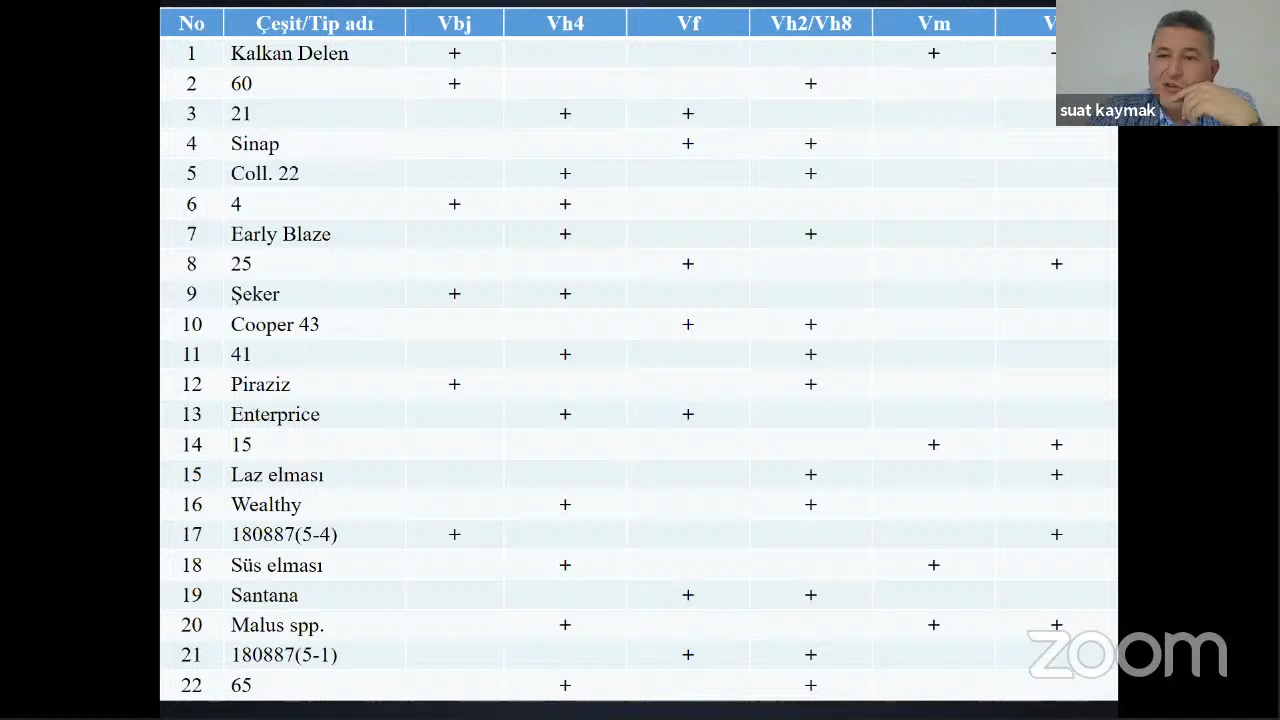 No Çeşit/Tip adı Vbj Vh4 Vf Vh2/Vh8 Vm
1 Kalkan Delen + +
2 60 + +
3 21 + +
4 Sinap + +
5 Coll. 22 + +
6 4 + +
7 Early Blaze + +
8 25 + +
9 Şeker + +
10 Cooper 43 + +
11 41 + +
12 Piraziz + +
13 Enterprice + +
14 15 + +
15 Laz elması + +
16 Wealthy + +
17 180887(5-4) + +
18 Süs elması + +
19 Santana + +
20 Malus spp. + + +
21 180887(5-1) + +
22 65 + +
suat kaymak
zoom